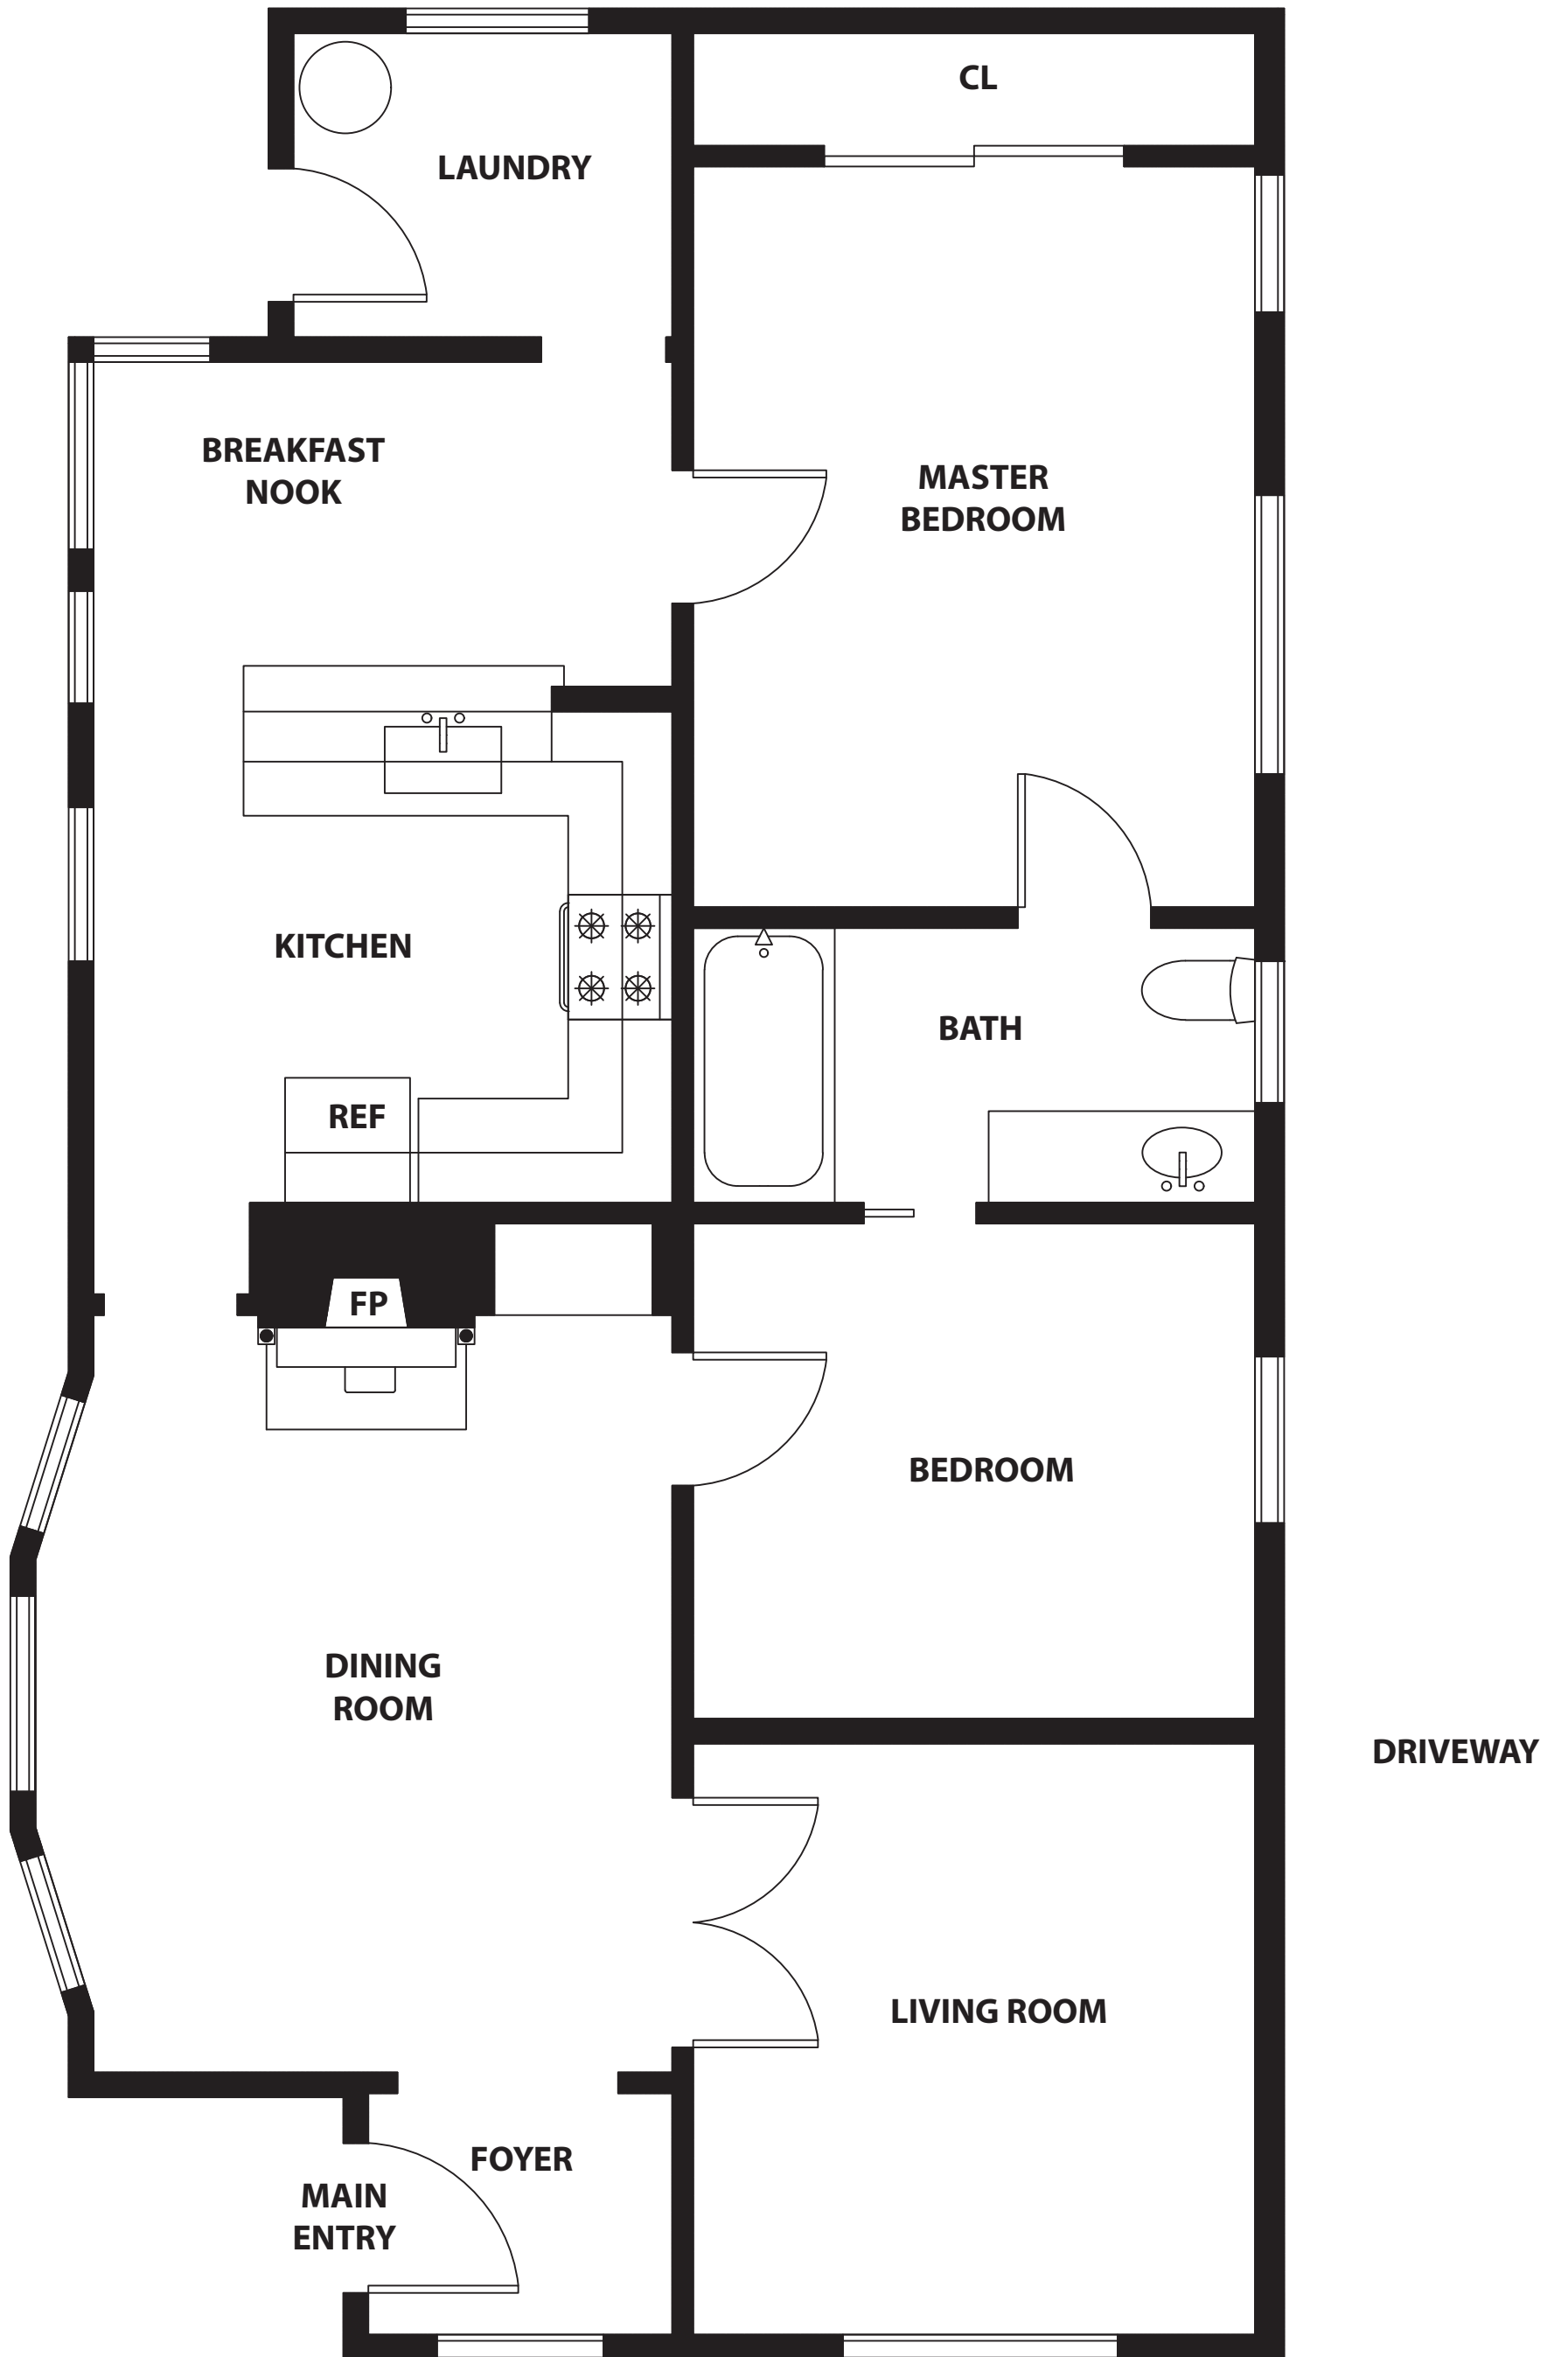 CL
LAUNDRY
BREAKFAST
NOOK
MASTER
BEDROOM
KITCHEN
BATH
REF
FP
BEDROOM
DINING
ROOM
DRIVEWAY
LIVING ROOM
FOYER
MAIN
ENTRY